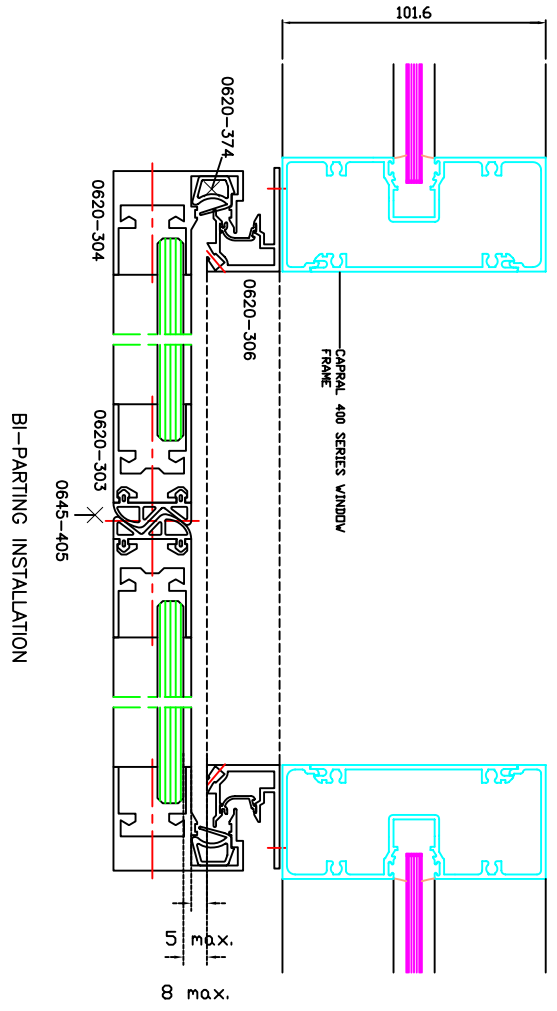 101.6
0620-374
0620-304
0620-306
CAPRAL 400 SERIES WINDOW
FRAME
0620-303
0645-405
BI-PARTING INSTALLATION
5 max.
8 max.